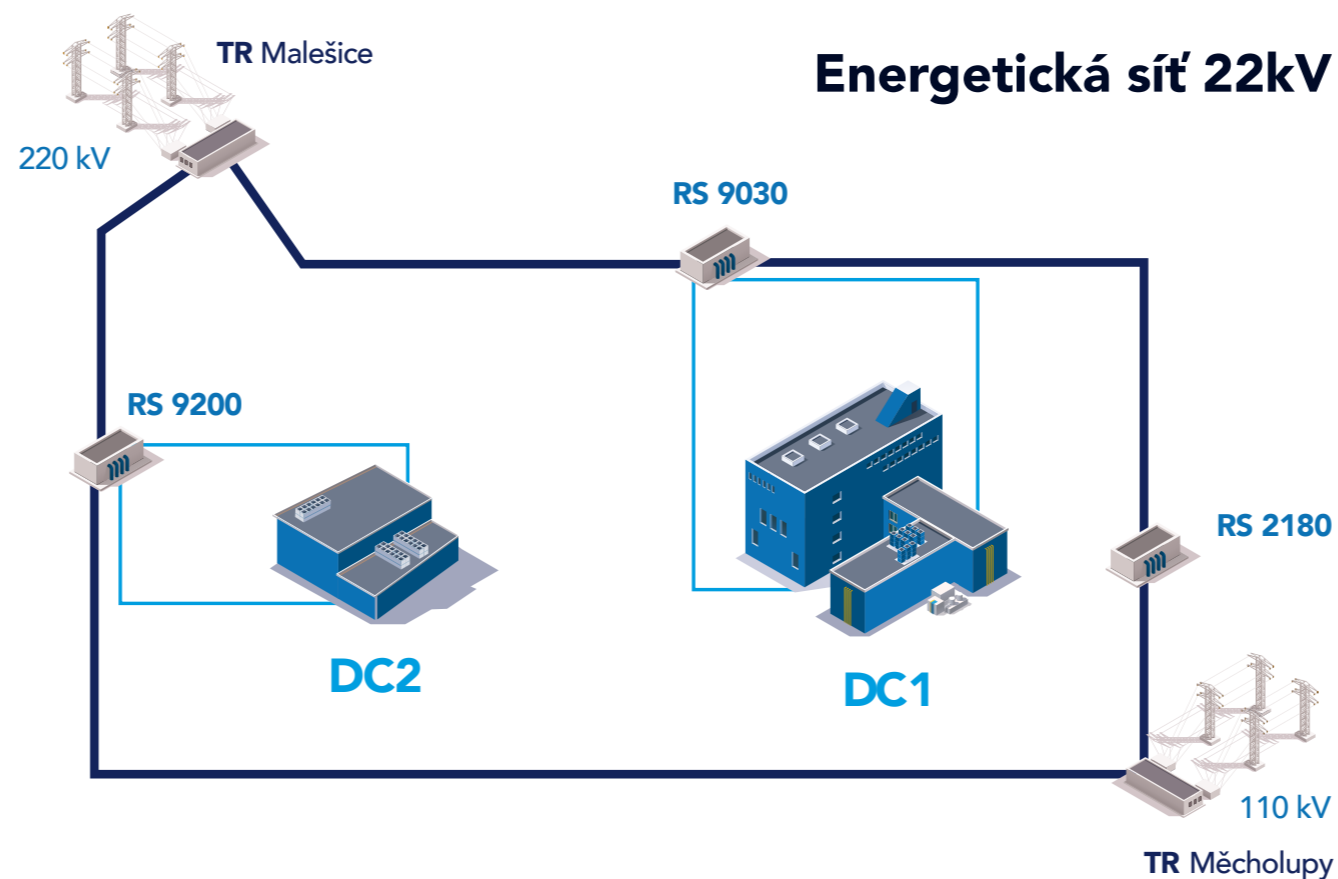 TR Malešice
Energetická síť 22kV
220 kV
RS 9030
RS 9200
RS 2180
DC2
DC1
110 kV
TR Měcholupy